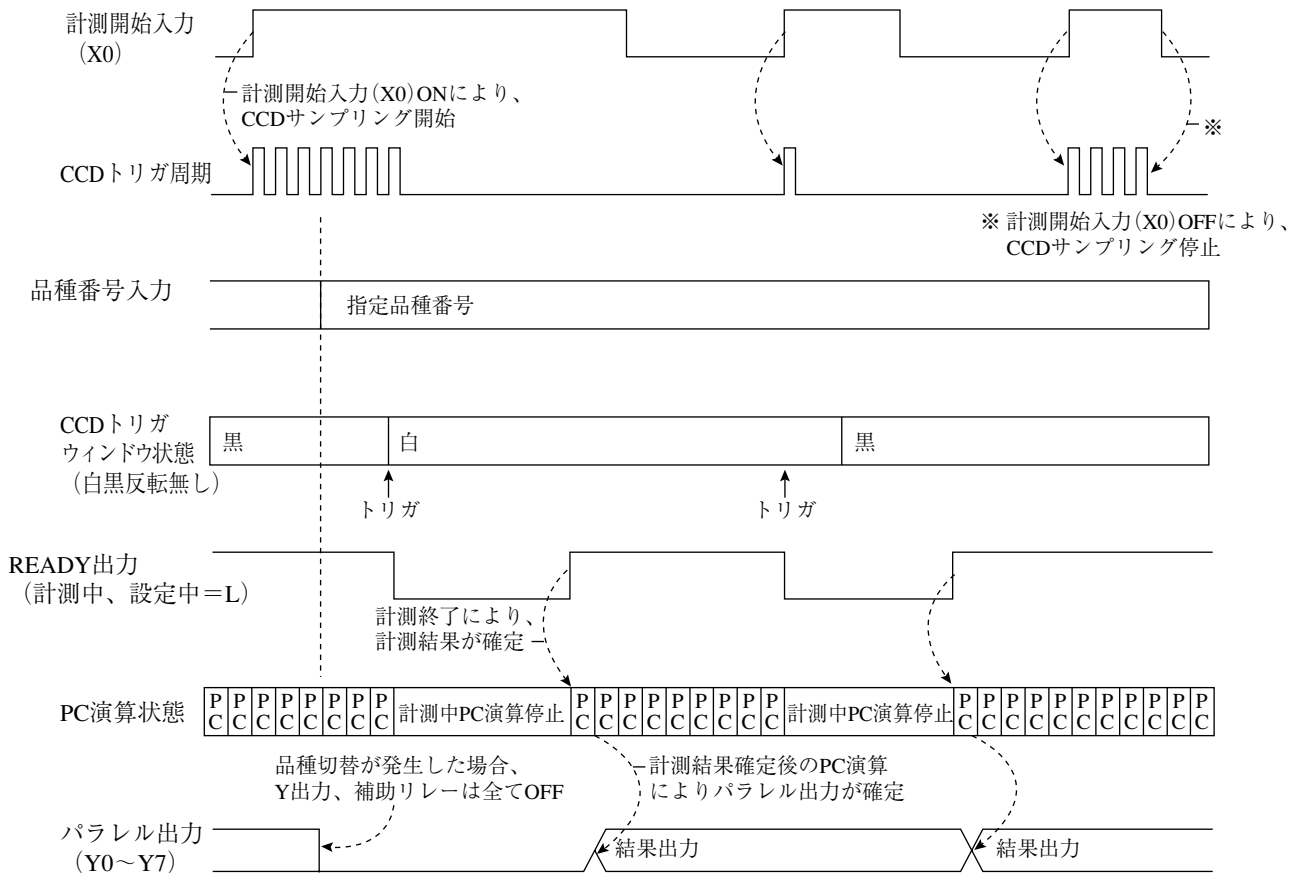 計測開始入力
（X0）
計測開始入力(X0)ONにより、
CCDサンプリング開始
※
CCDトリガ周期
※ 計測開始入力(X0)OFFにより、
CCDサンプリング停止
品種番号入力
指定品種番号
CCDトリガ
ウィンドウ状態
（白黒反転無し）
黒
白
黒
トリガ
トリガ
READY出力
（計測中、設定中＝L）
計測終了により、
計測結果が確定
PC演算状態
PC PC PC PC PC PC PC PC 計測中PC演算停止 PC PC PC PC PC PC PC PC PC 計測中PC演算停止 PC PC PC PC PC PC PC PC PC PC PC
品種切替が発生した場合、
Y出力、補助リレーは全てOFF
計測結果確定後のPC演算
によりパラレル出力が確定
パラレル出力
（Y0～Y7）
結果出力
結果出力